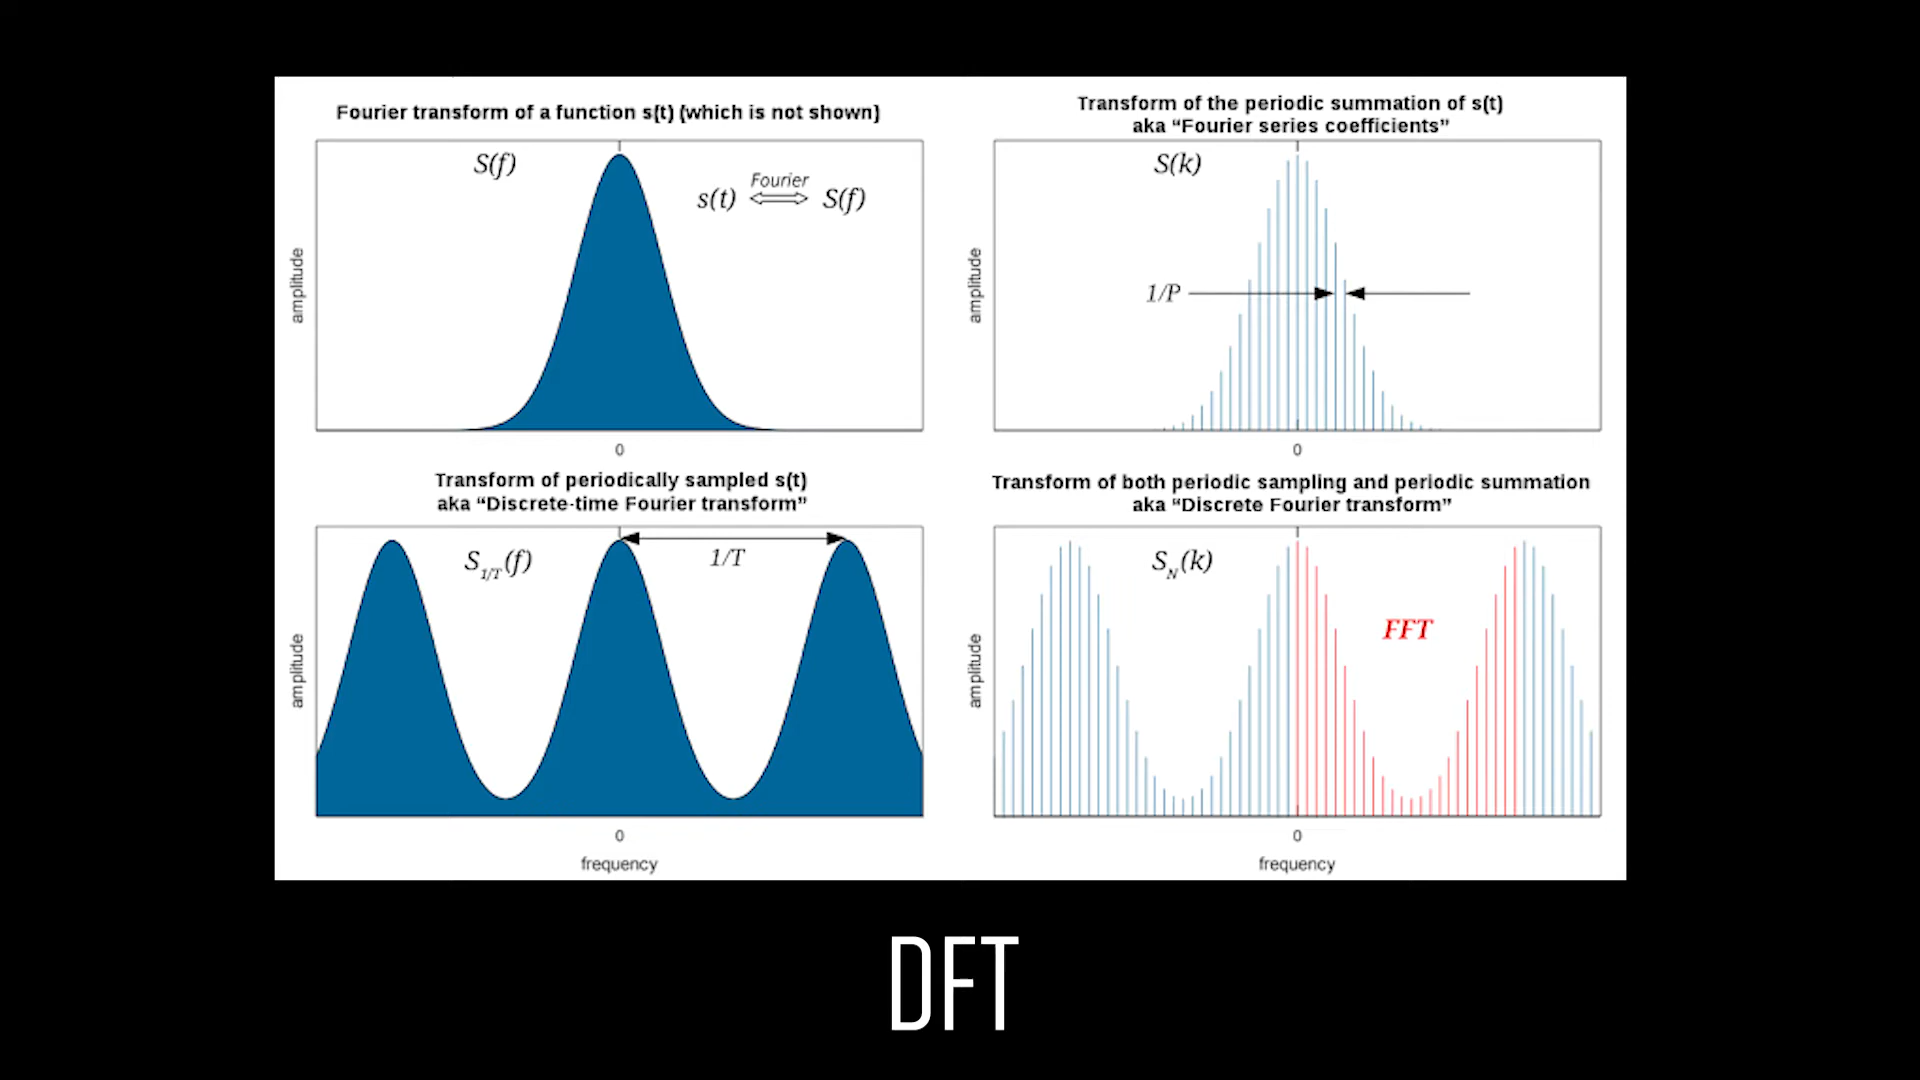 Fourier transform of a function s(t) (which is not shown)
S(f)
Fourier
s(t) ⟺ S(f)
amplitude
0
Transform of the periodic summation of s(t)
aka “Fourier series coefficients”
S(k)
1/P
amplitude
0
Transform of periodically sampled s(t)
aka “Discrete-time Fourier transform”
S1/T(f)
1/T
amplitude
0
frequency
Transform of both periodic sampling and periodic summation
aka “Discrete Fourier transform”
SN(k)
FFT
amplitude
0
frequency
DFT